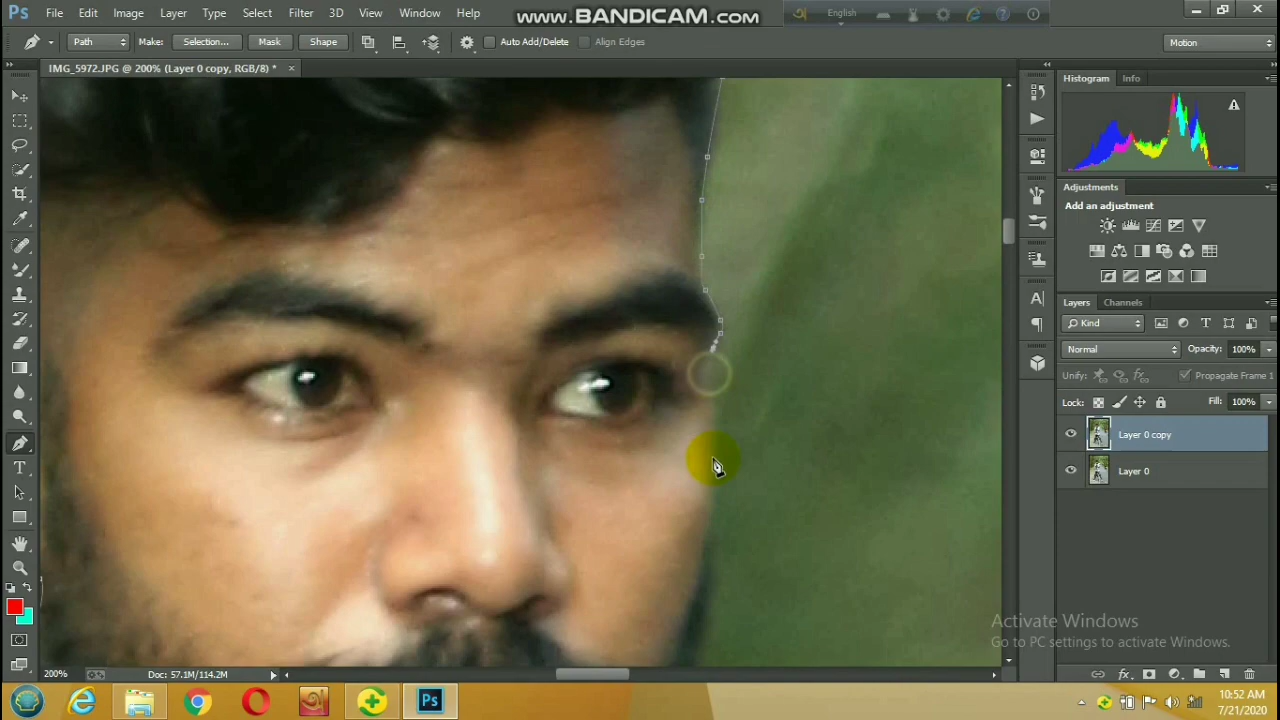 Ps File Edit Image Layer Type Select Filter 3D View Window Help
www.BANDICAM.com
English
Path Make: Selection... Mask Shape Auto Add/Delete Align Edges Motion
IMG_5972.JPG @ 200% (Layer 0 copy, RGB/8) *
Histogram Info
Adjustments
Add an adjustment
Layers Channels
Kind
Normal Opacity: 100%
Unify: Propagate Frame 1
Lock: Fill: 100%
Layer 0 copy
Layer 0
Activate Windows
Go to PC settings to activate Windows.
200% Doc: 57.1M/114.2M
Ps
10:52 AM
7/21/2020